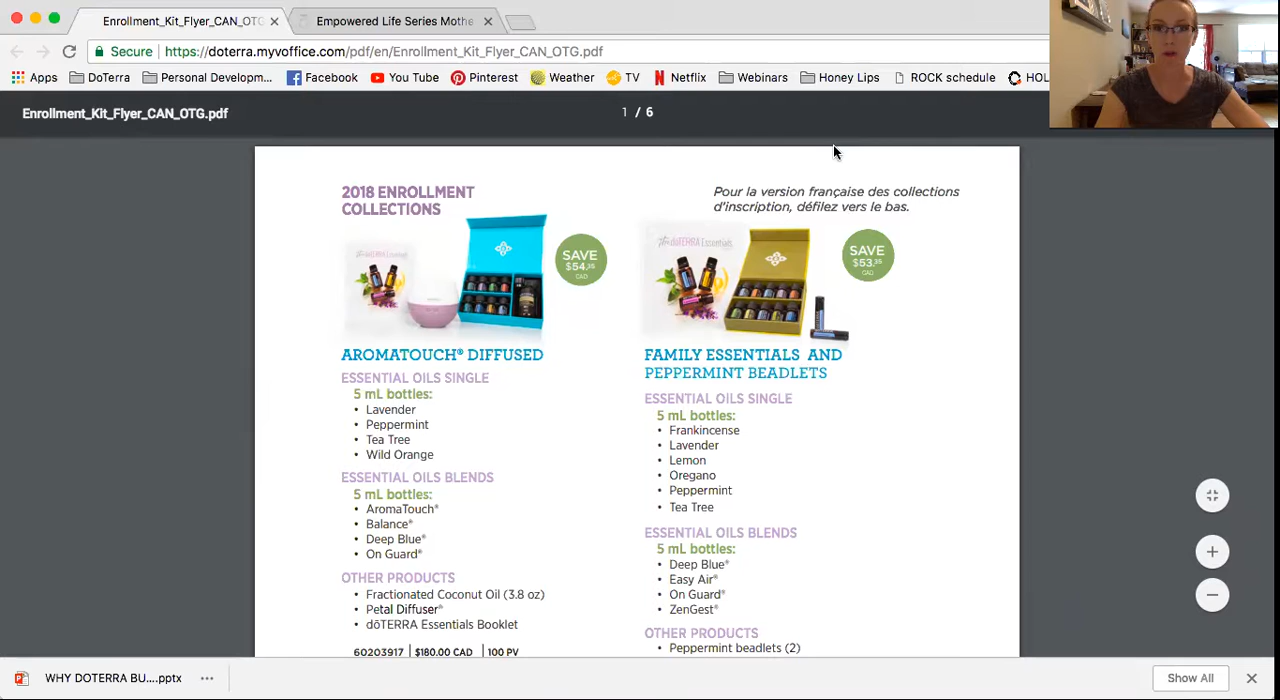 Enrollment_Kit_Flyer_CAN_OTG.
Empowered Life Series Mothe
Secure
https://doterra.myvoffice.com/pdf/en/Enrollment_Kit_Flyer_CAN_OTG.pdf
Apps
DoTerra
Personal Developm...
Facebook
You Tube
Pinterest
Weather
TV
Netflix
Webinars
Honey Lips
ROCK schedule
HOL
Enrollment_Kit_Flyer_CAN_OTG.pdf
1 / 6
2018 ENROLLMENT
COLLECTIONS
Pour la version française des collections
d'inscription, défilez vers le bas.
SAVE
$54.35
CAD
SAVE
$53.35
CAD
AROMATOUCH® DIFFUSED
ESSENTIAL OILS SINGLE
5 mL bottles:
• Lavender
• Peppermint
• Tea Tree
• Wild Orange
ESSENTIAL OILS BLENDS
5 mL bottles:
• AromaTouch®
• Balance®
• Deep Blue®
• On Guard®
OTHER PRODUCTS
• Fractionated Coconut Oil (3.8 oz)
• Petal Diffuser®
• dōTERRA Essentials Booklet
60203917 | $180.00 CAD | 100 PV
FAMILY ESSENTIALS AND
PEPPERMINT BEADLETS
ESSENTIAL OILS SINGLE
5 mL bottles:
• Frankincense
• Lavender
• Lemon
• Oregano
• Peppermint
• Tea Tree
ESSENTIAL OILS BLENDS
5 mL bottles:
• Deep Blue®
• Easy Air®
• On Guard®
• ZenGest®
OTHER PRODUCTS
• Peppermint beadlets (2)
WHY DOTERRA BU....pptx
Show All